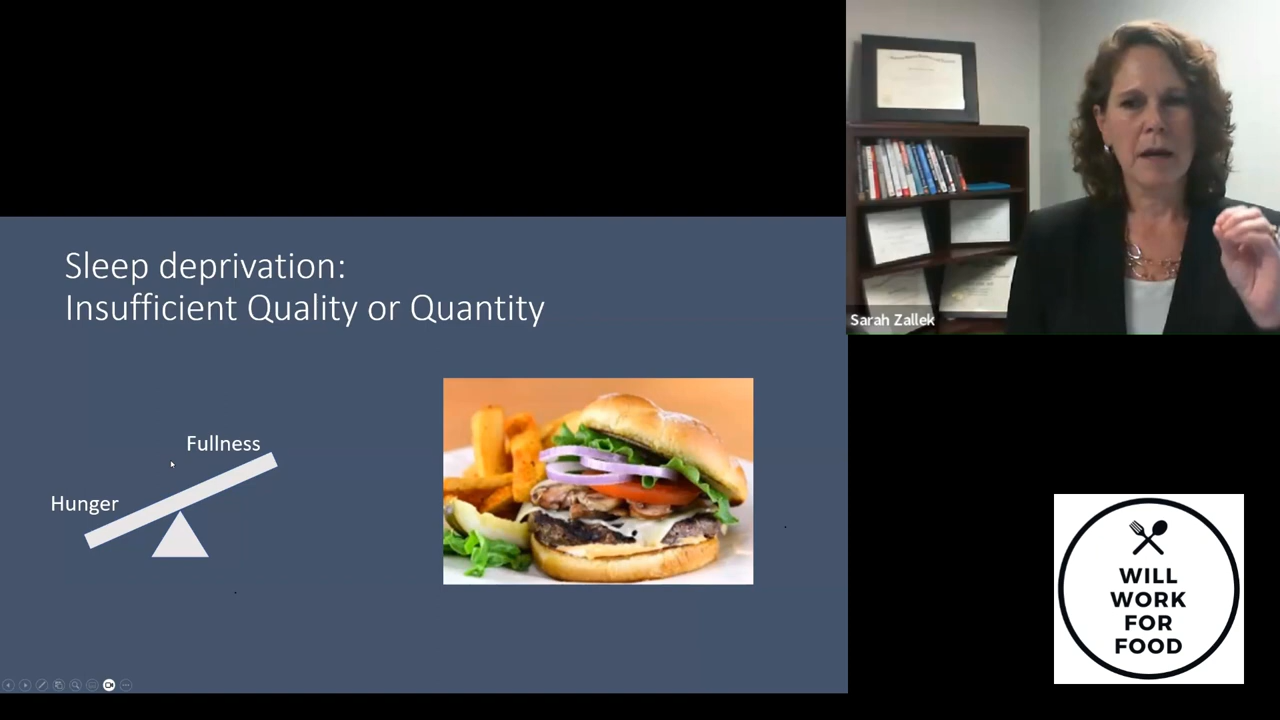 Sleep deprivation:
Insufficient Quality or Quantity
Fullness
Hunger
Sarah Zallek
WILL
WORK
FOR
FOOD